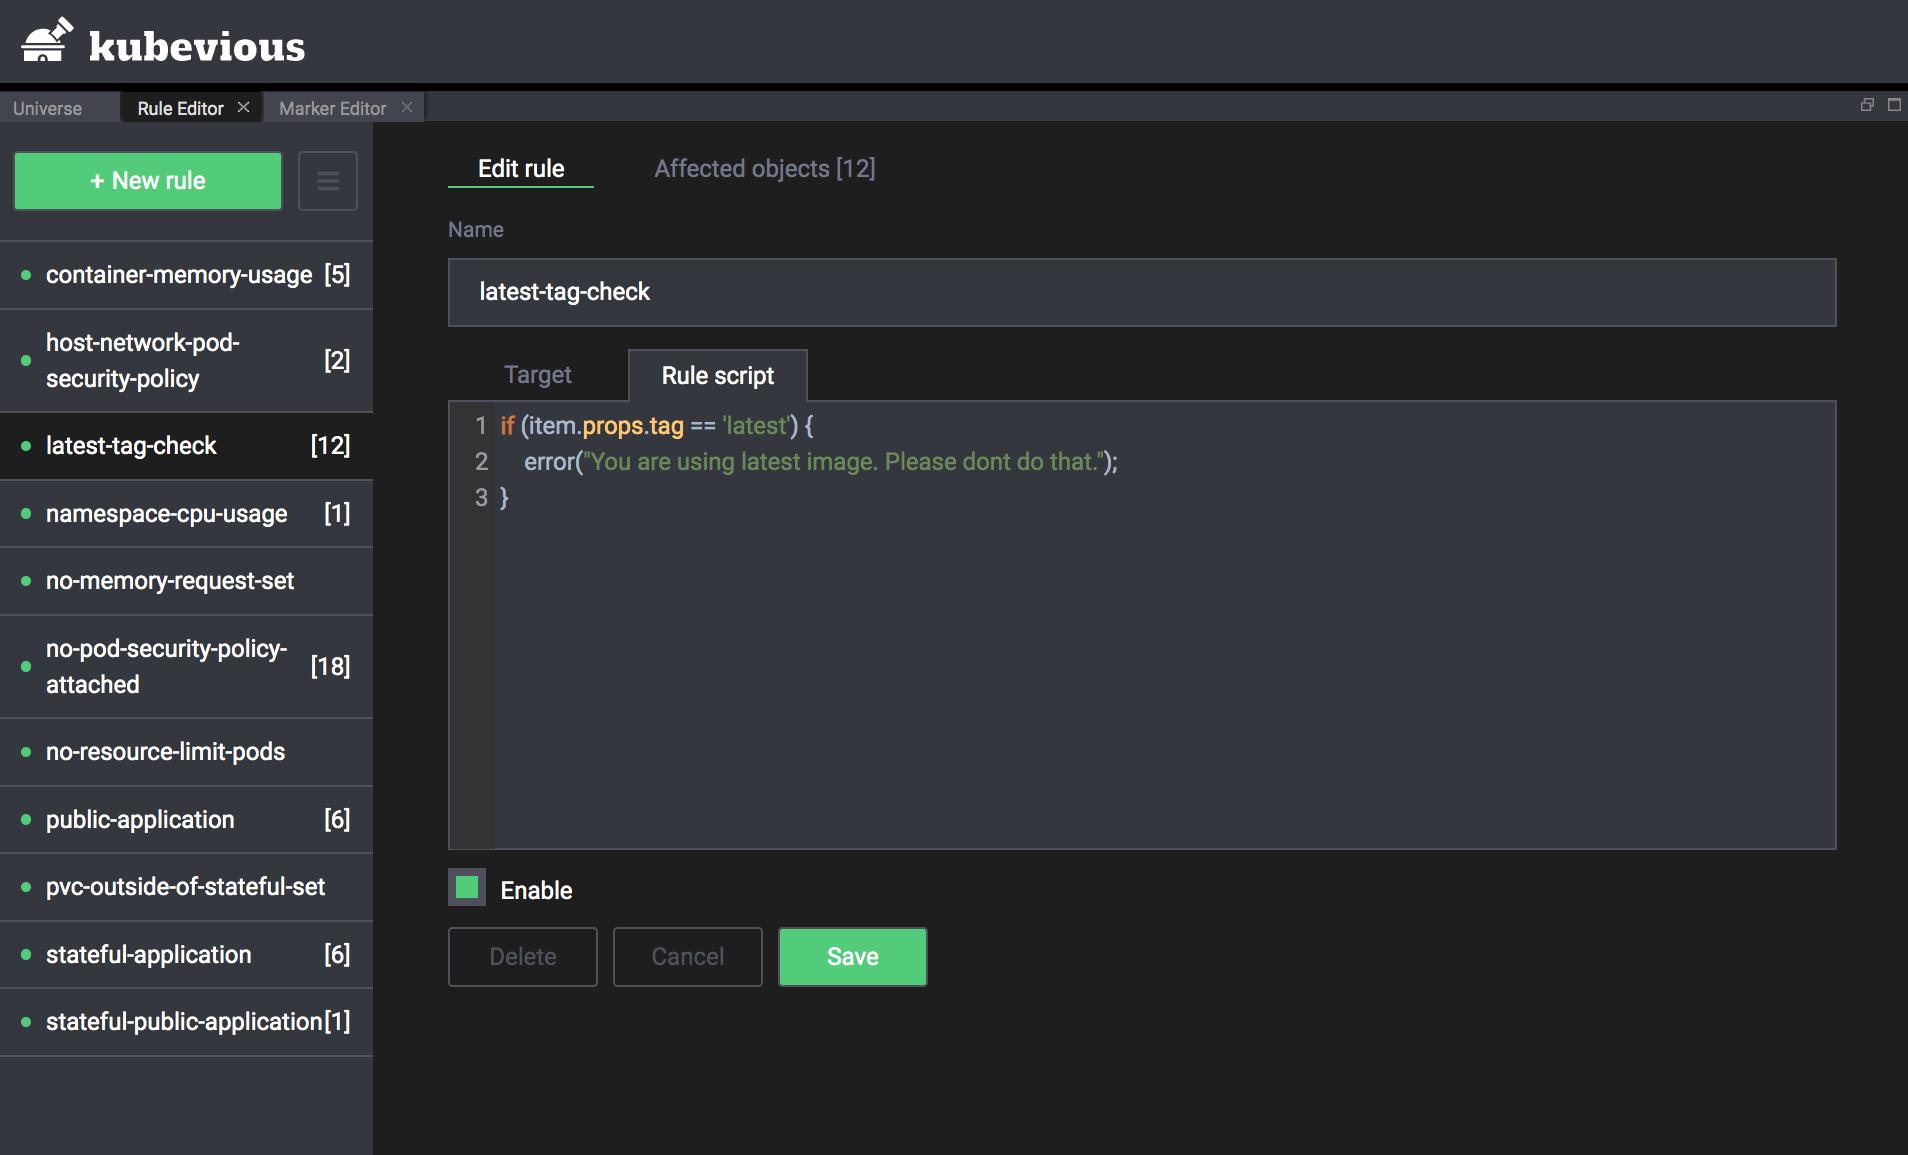 kubevious
Universe
Rule Editor
Marker Editor
+ New rule
container-memory-usage [5]
host-network-pod-
security-policy
[2]
latest-tag-check [12]
namespace-cpu-usage [1]
no-memory-request-set
no-pod-security-policy-
attached
[18]
no-resource-limit-pods
public-application [6]
pvc-outside-of-stateful-set
stateful-application [6]
stateful-public-application[1]
Edit rule
Affected objects [12]
Name
latest-tag-check
Target
Rule script
1 if (item.props.tag == 'latest') {
2 error("You are using latest image. Please dont do that.");
3 }
Enable
Delete
Cancel
Save